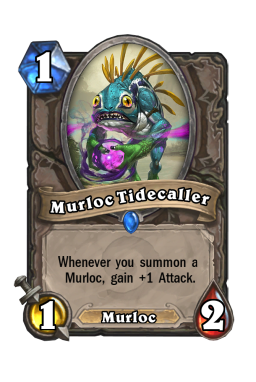 1
Murloc Tidecaller
Whenever you summon a
Murloc, gain +1 Attack.
1
Murloc
2